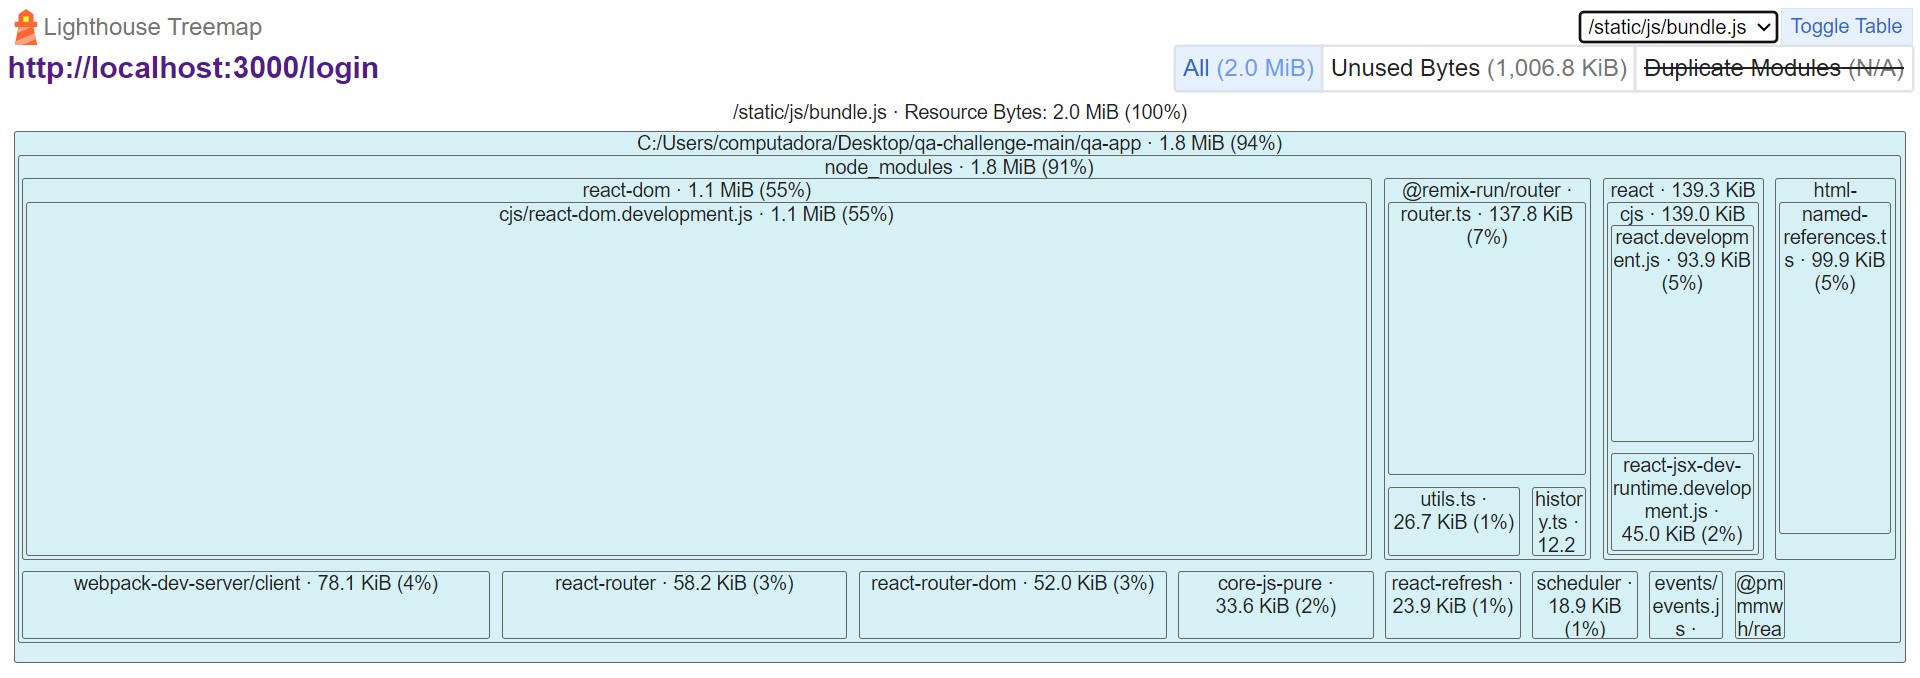 Lighthouse Treemap
/static/js/bundle.js
Toggle Table
http://localhost:3000/login
All (2.0 MiB)
Unused Bytes (1,006.8 KiB)
Duplicate Modules (N/A)
/static/js/bundle.js · Resource Bytes: 2.0 MiB (100%)
C:/Users/computadora/Desktop/qa-challenge-main/qa-app · 1.8 MiB (94%)
node_modules · 1.8 MiB (91%)
react-dom · 1.1 MiB (55%)
cjs/react-dom.development.js · 1.1 MiB (55%)
@remix-run/router ·
router.ts · 137.8 KiB
(7%)
utils.ts ·
26.7 KiB (1%)
histor
y.ts ·
12.2
react · 139.3 KiB
cjs · 139.0 KiB
react.developm
ent.js · 93.9 KiB
(5%)
react-jsx-dev-
runtime.develop
ment.js ·
45.0 KiB (2%)
html-
named-
references.t
s · 99.9 KiB
(5%)
webpack-dev-server/client · 78.1 KiB (4%)
react-router · 58.2 KiB (3%)
react-router-dom · 52.0 KiB (3%)
core-js-pure ·
33.6 KiB (2%)
react-refresh ·
23.9 KiB (1%)
scheduler ·
18.9 KiB
(1%)
events/
events.j
s ·
@pm
mmw
h/rea